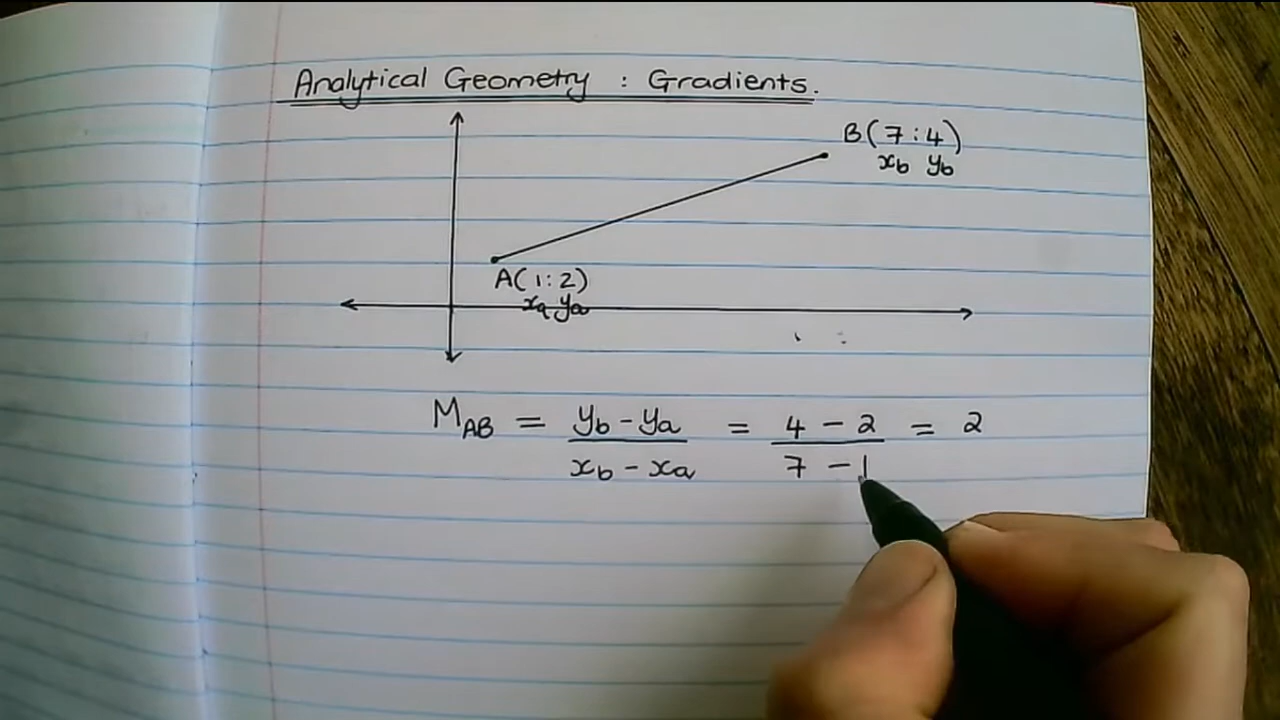 Analytical Geometry : Gradients.
B(7:4)
xb yb
A(1:2)
xa ya
MAB = yb - ya = 4 - 2 = 2
xb - xa 7 - 1